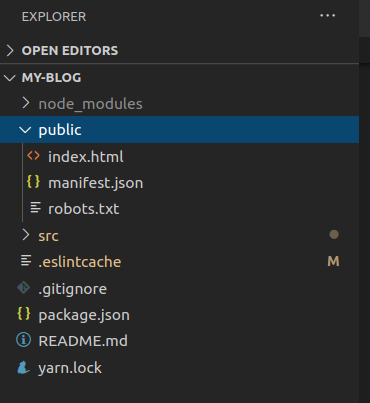 EXPLORER ...
OPEN EDITORS
MY-BLOG
node_modules
public
index.html
manifest.json
robots.txt
src
.eslintcache M
.gitignore
package.json
README.md
yarn.lock